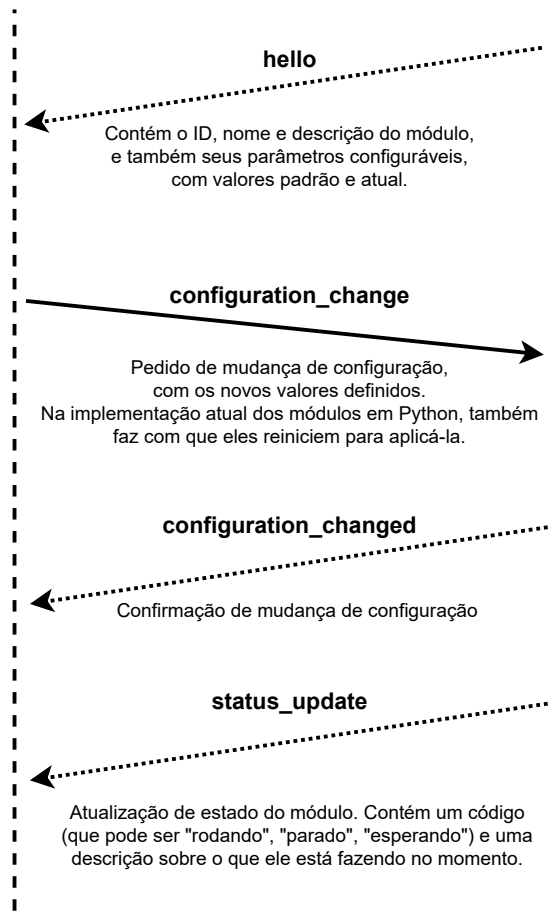 hello
Contém o ID, nome e descrição do módulo,
e também seus parâmetros configuráveis,
com valores padrão e atual.
configuration_change
Pedido de mudança de configuração,
com os novos valores definidos.
Na implementação atual dos módulos em Python, também
faz com que eles reiniciem para aplicá-la.
configuration_changed
Confirmação de mudança de configuração
status_update
Atualização de estado do módulo. Contém um código
(que pode ser "rodando", "parado", "esperando") e uma
descrição sobre o que ele está fazendo no momento.